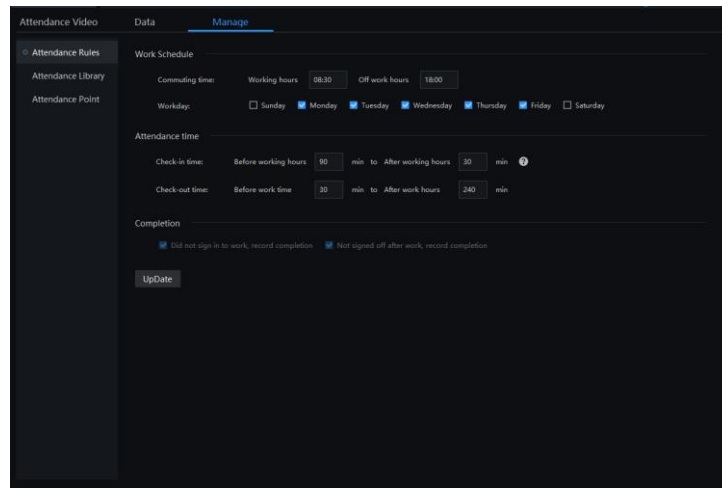 Attendance Video Data Manage
Attendance Rules
Attendance Library
Attendance Point
Work Schedule
Commuting time: Working hours 08:30 Off work hours 18:00
Workday: Sunday Monday Tuesday Wednesday Thursday Friday Saturday
Attendance time
Check-in time: Before working hours 90 min to After working hours 30 min ?
Check-out time: Before work time 30 min to After work hours 240 min
Completion
Did not sign in to work, record completion Not signed off after work, record completion
UpDate